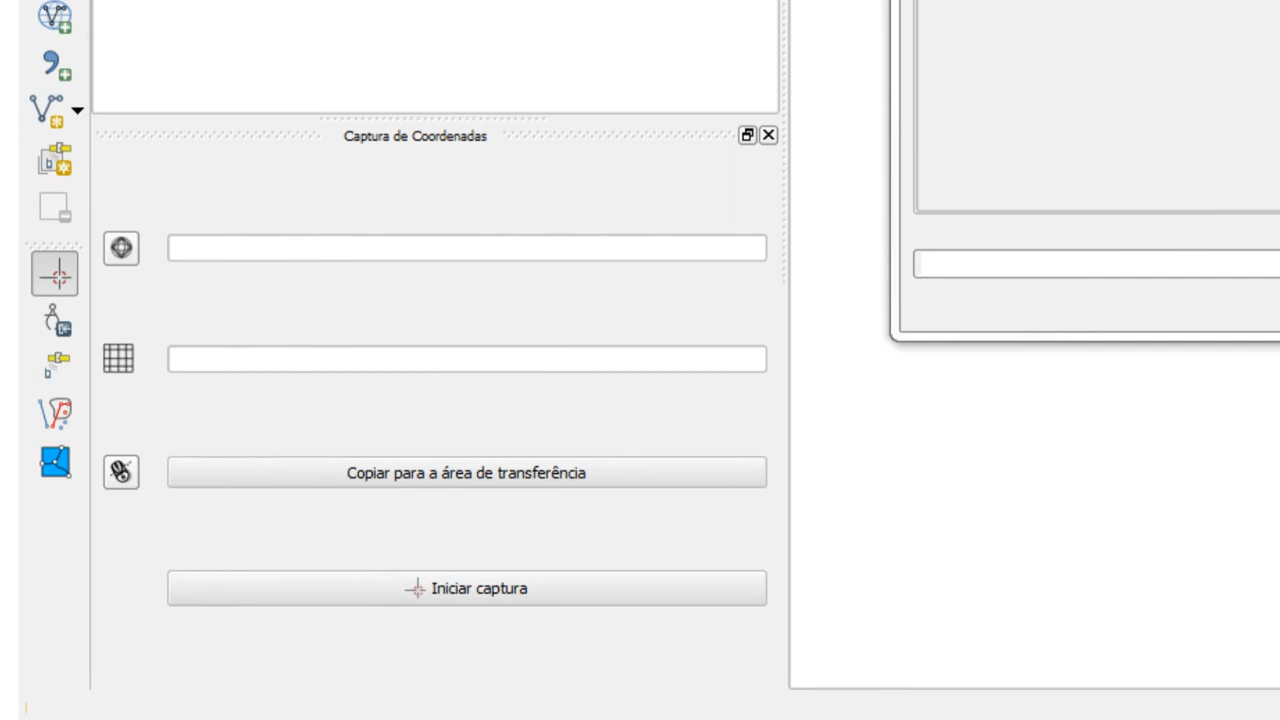 Captura de Coordenadas
Copiar para a área de transferência
Iniciar captura